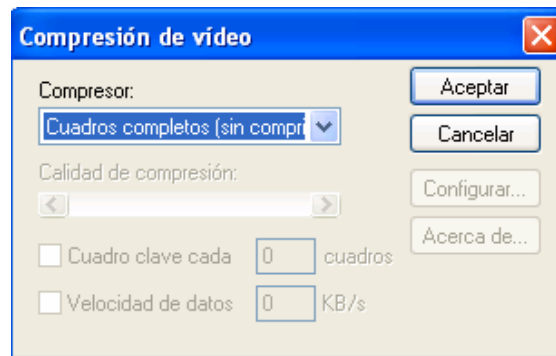 Compresión de vídeo
Compresor:
Cuadros completos (sin compri
Calidad de compresión:
Cuadro clave cada 0 cuadros
Velocidad de datos 0 KB/s
Aceptar
Cancelar
Configurar...
Acerca de...